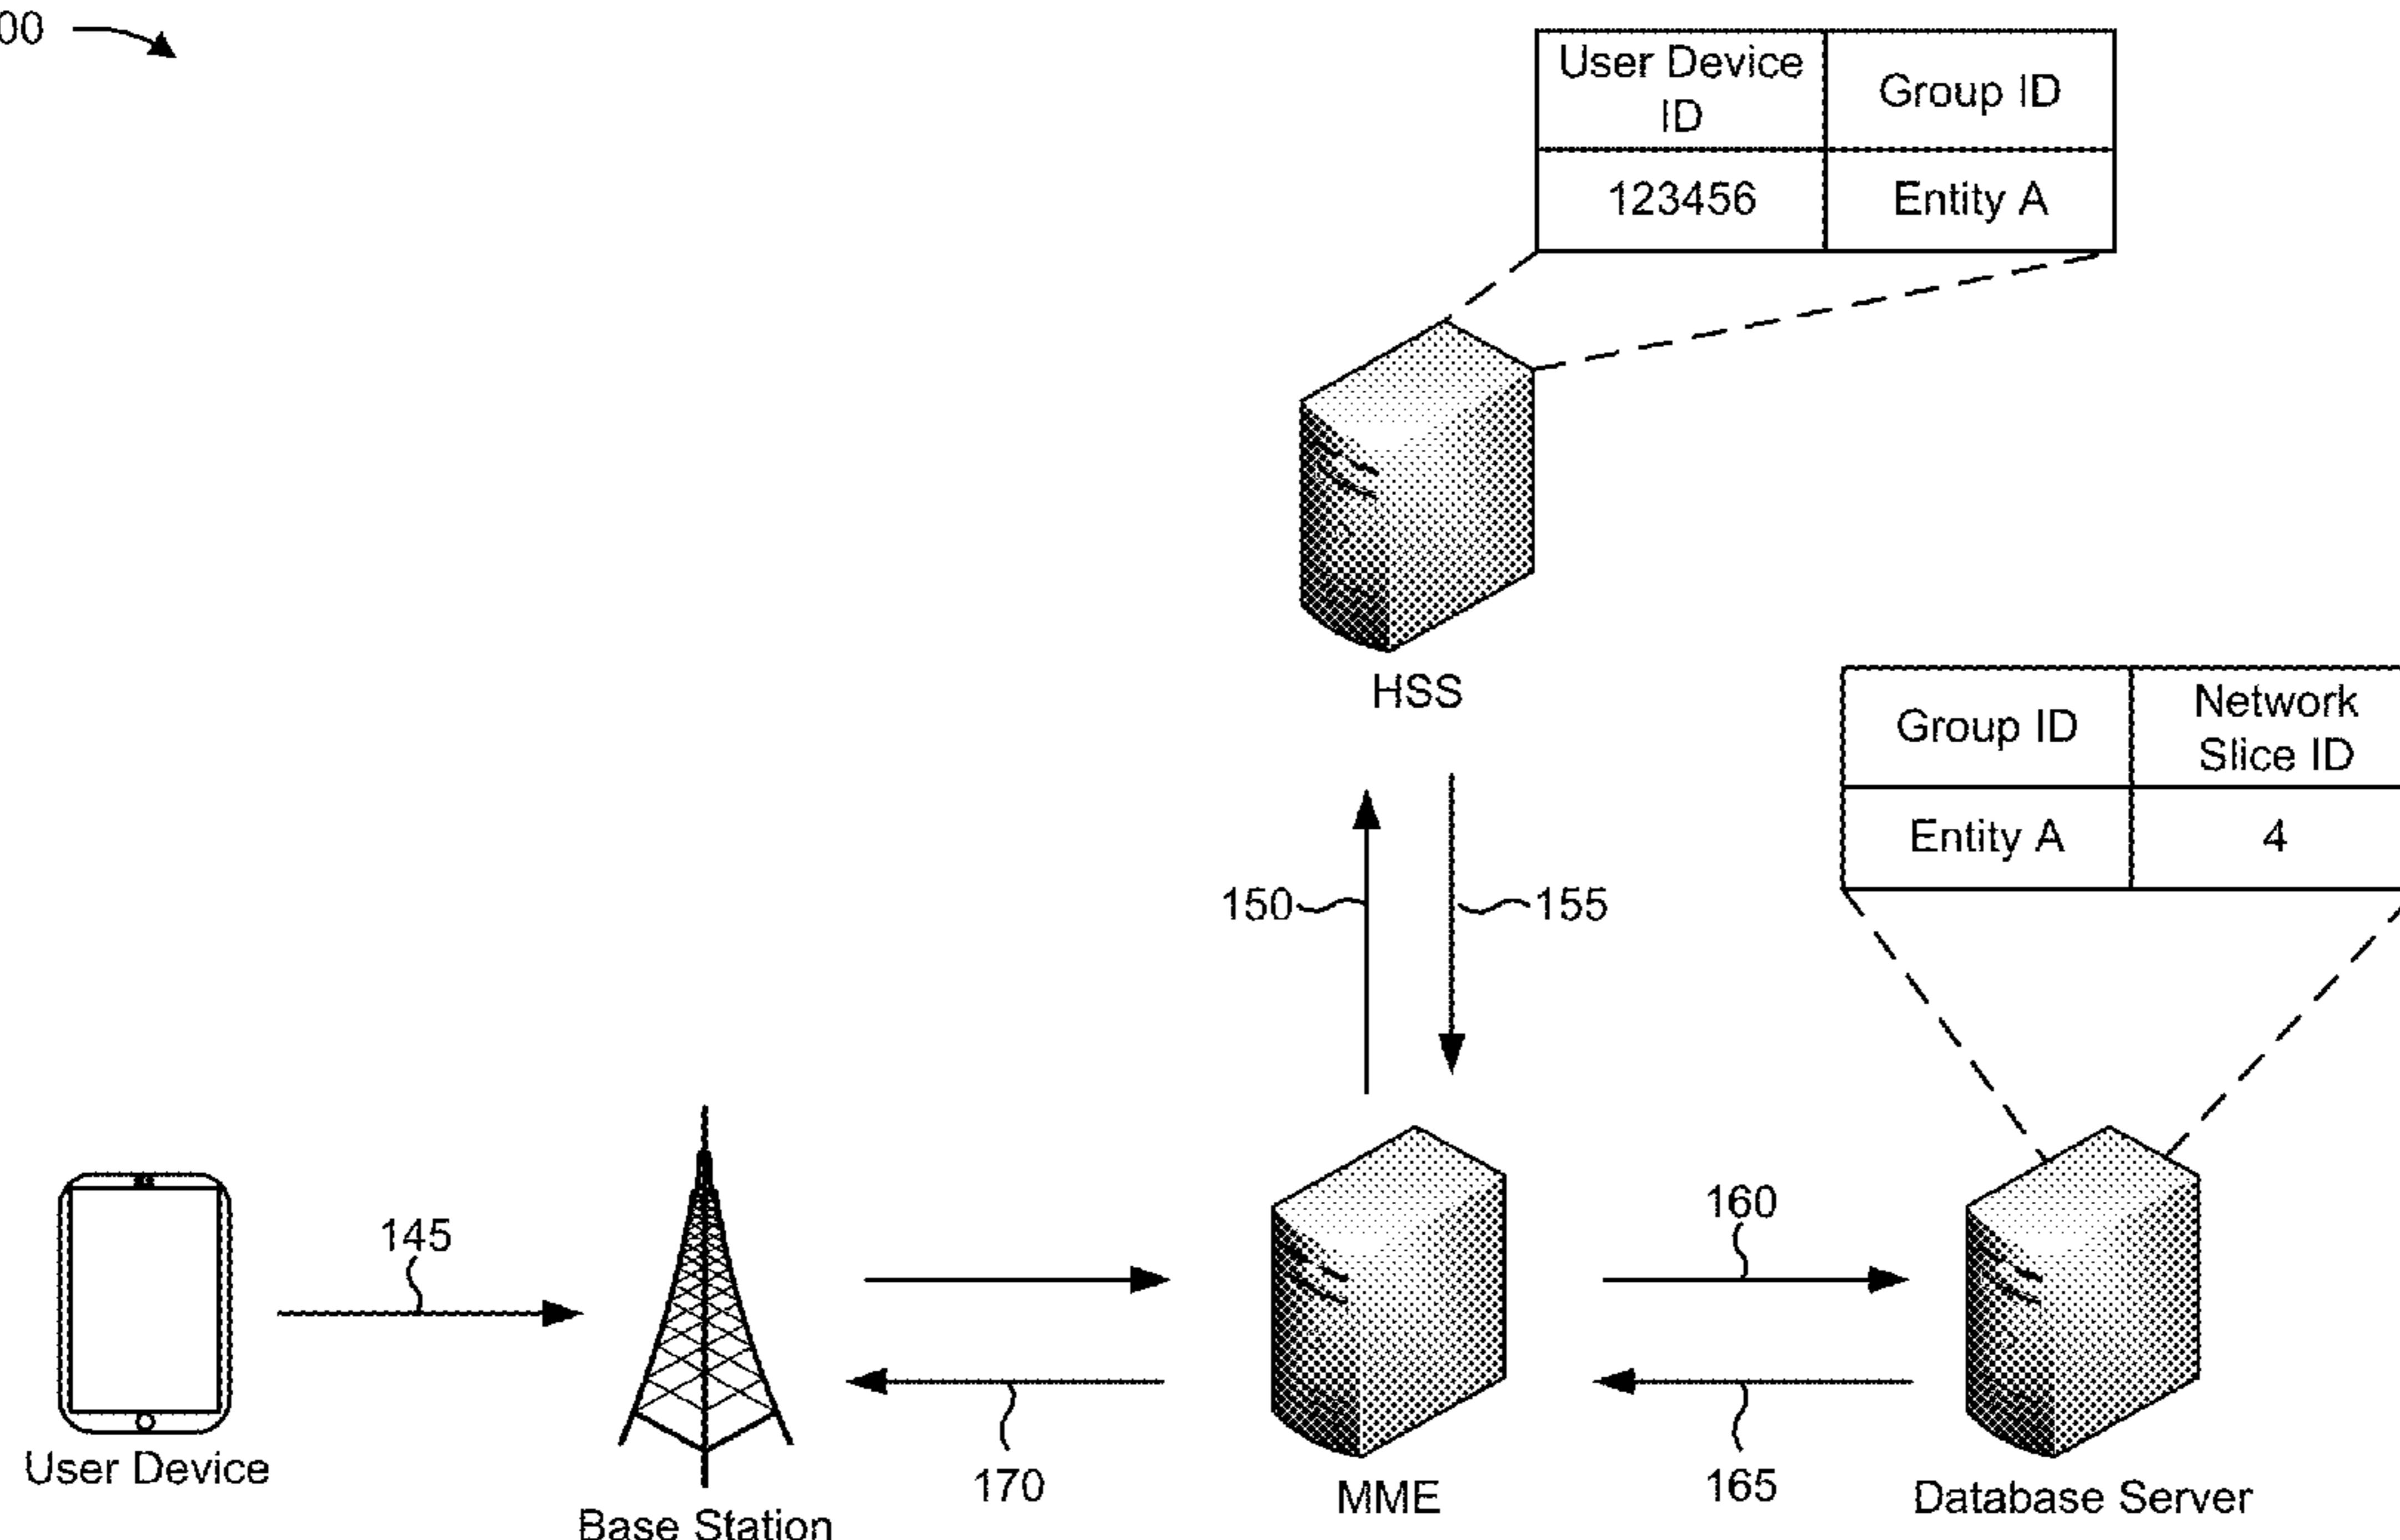 00
User Device
ID
Group ID
123456
Entity A
HSS
Group ID
Network
Slice ID
Entity A
4
150
155
145
160
170
165
User Device
Base Station
MME
Database Server